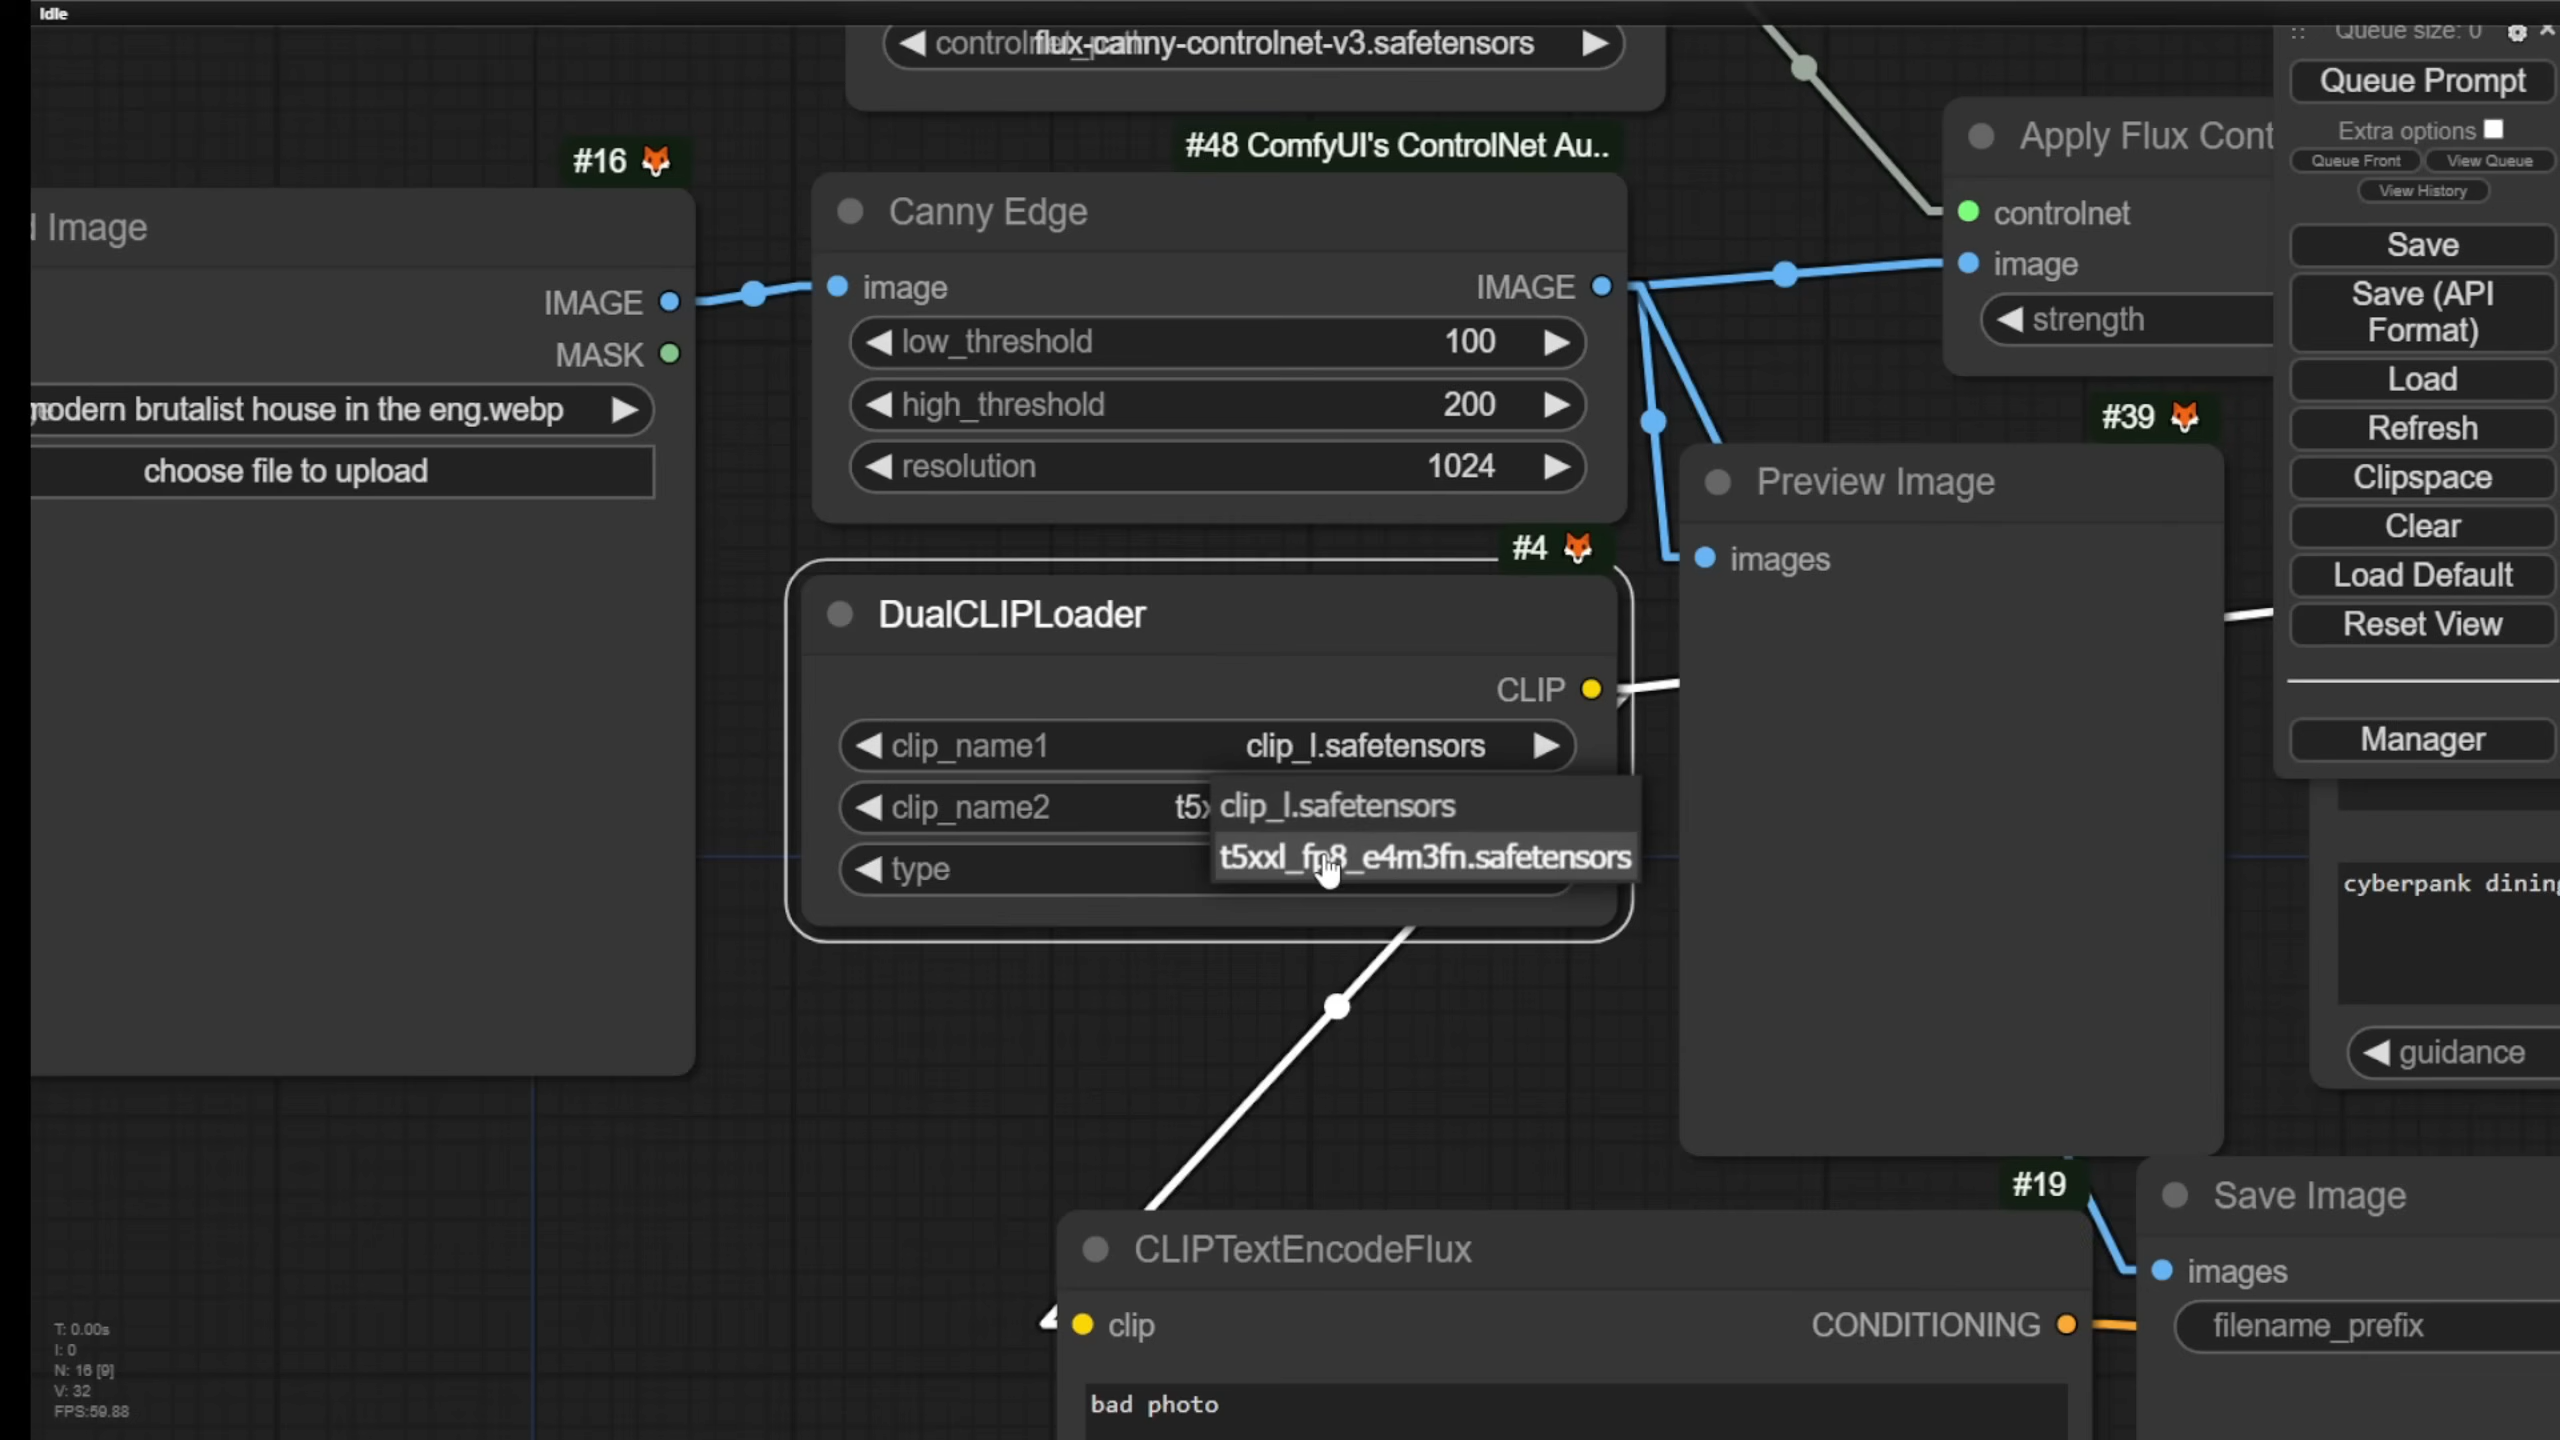 Idle
flux-canny-controlnet-v3.safetensors
Queue size: 0
Queue Prompt
Extra options
Queue Front
View Queue
View History
Save
Save (API
Format)
Load
Refresh
Clipspace
Clear
Load Default
Reset View
Manager
#16
Image
IMAGE
MASK
modern brutalist house in the eng.webp
choose file to upload
#48 ComfyUI's ControlNet Au..
Canny Edge
image
IMAGE
low_threshold 100
high_threshold 200
resolution 1024
Apply Flux Cont
controlnet
image
strength
#39
Preview Image
images
#4
DualCLIPLoader
CLIP
clip_name1 clip_l.safetensors
clip_name2 t5x
type
clip_l.safetensors
t5xxl_fp8_e4m3fn.safetensors
cyberpank dining
guidance
#19
CLIPTextEncodeFlux
clip
CONDITIONING
bad photo
Save Image
images
filename_prefix
T: 0.00s
I: 0
N: 16 [9]
V: 32
FPS:59.88